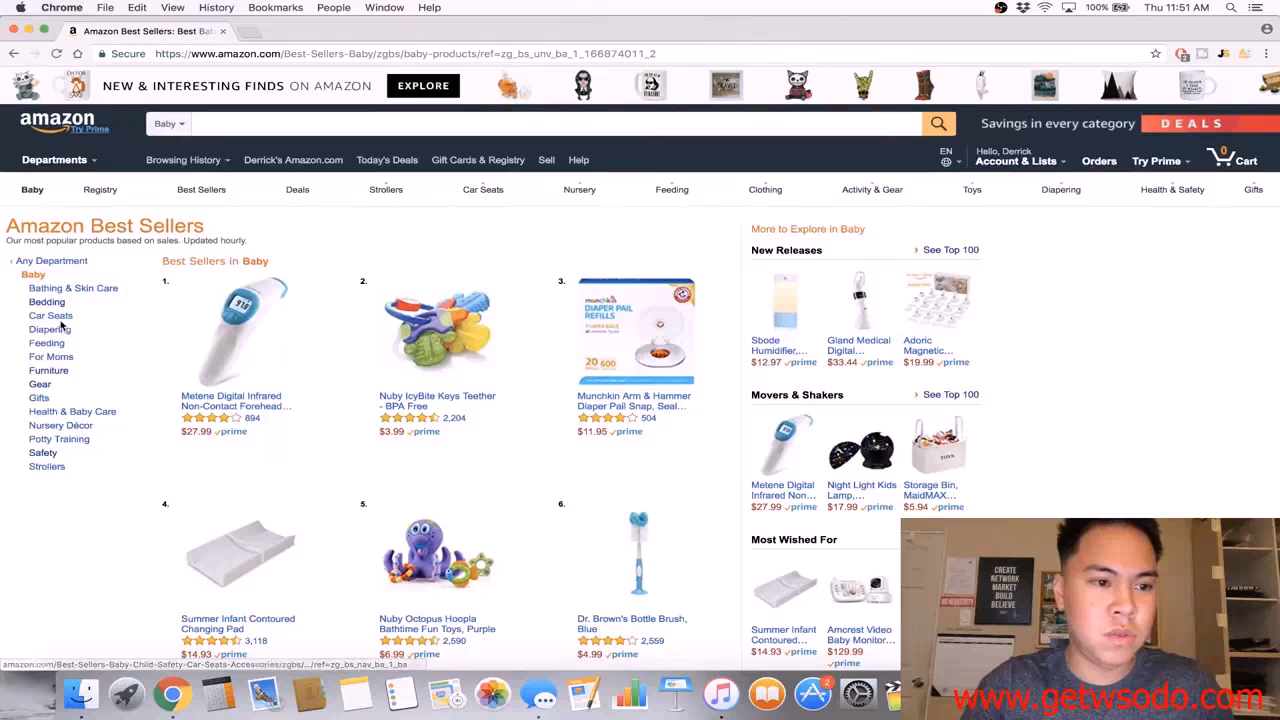 Chrome File Edit View History Bookmarks People Window Help
100% Thu 11:51 AM
Amazon Best Sellers: Best Bab
Secure https://www.amazon.com/Best-Sellers-Baby/zgbs/baby-products/ref=zg_bs_unv_ba_1_166874011_2
NEW & INTERESTING FINDS ON AMAZON EXPLORE
amazon Try Prime
Baby
Savings in every category DEALS
Departments Browsing History Derrick's Amazon.com Today's Deals Gift Cards & Registry Sell Help
EN
Hello, Derrick
Account & Lists Orders Try Prime 0 Cart
Baby Registry Best Sellers Deals Strollers Car Seats Nursery Feeding Clothing Activity & Gear Toys Diapering Health & Safety Gifts
Amazon Best Sellers
Our most popular products based on sales. Updated hourly.
‹ Any Department
Baby
Bathing & Skin Care
Bedding
Car Seats
Diapering
Feeding
For Moms
Furniture
Gear
Gifts
Health & Baby Care
Nursery Décor
Potty Training
Safety
Strollers
Best Sellers in Baby
1.
Metene Digital Infrared
Non-Contact Forehead…
894
$27.99 prime
2.
Nuby IcyBite Keys Teether
- BPA Free
2,204
$3.99 prime
3.
munchkin
DIAPER PAIL
REFILLS
20 600
Munchkin Arm & Hammer
Diaper Pail Snap, Seal…
504
$11.95 prime
4.
Summer Infant Contoured
Changing Pad
3,118
$14.93 prime
5.
Nuby Octopus Hoopla
Bathtime Fun Toys, Purple
2,590
$6.99 prime
6.
Dr. Brown's Bottle Brush,
Blue
2,559
$4.99 prime
More to Explore in Baby
New Releases › See Top 100
Sbode
Humidifier,…
$12.97 prime
Gland Medical
Digital…
$33.44 prime
Adoric
Magnetic…
$19.99 prime
Movers & Shakers › See Top 100
Metene Digital
Infrared Non…
$27.99 prime
Night Light Kids
Lamp,…
$17.99 prime
TOYS
Storage Bin,
MaidMAX…
$5.94 prime
Most Wished For
Summer Infant
Contoured…
$14.93 prime
Amcrest Video
Baby Monitor…
$129.99
prime
CREATE
NETWORK
MARKET
BUILD
BELIEVE
NO NEGATIVITY
amazon.com/Best-Sellers-Baby-Child-Safety-Car-Seats-Accessories/zgbs/.../ref=zg_bs_nav_ba_1_ba
2
www.getwsodo.com